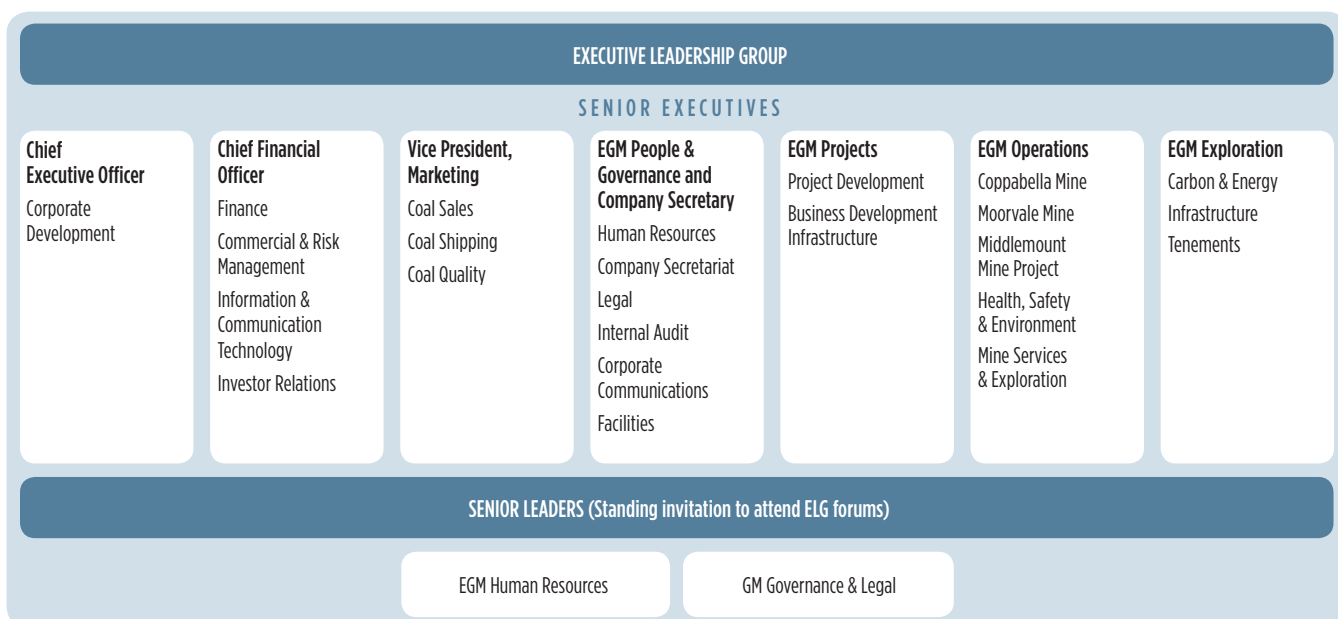 EXECUTIVE LEADERSHIP GROUP
SENIOR EXECUTIVES
Chief
Executive Officer
Corporate
Development
Chief Financial
Officer
Finance
Commercial & Risk
Management
Information &
Communication
Technology
Investor Relations
Vice President,
Marketing
Coal Sales
Coal Shipping
Coal Quality
EGM People &
Governance and
Company Secretary
Human Resources
Company Secretariat
Legal
Internal Audit
Corporate
Communications
Facilities
EGM Projects
Project Development
Business Development
Infrastructure
EGM Operations
Coppabella Mine
Moorvale Mine
Middlemount
Mine Project
Health, Safety
& Environment
Mine Services
& Exploration
EGM Exploration
Carbon & Energy
Infrastructure
Tenements
SENIOR LEADERS (Standing invitation to attend ELG forums)
EGM Human Resources
GM Governance & Legal